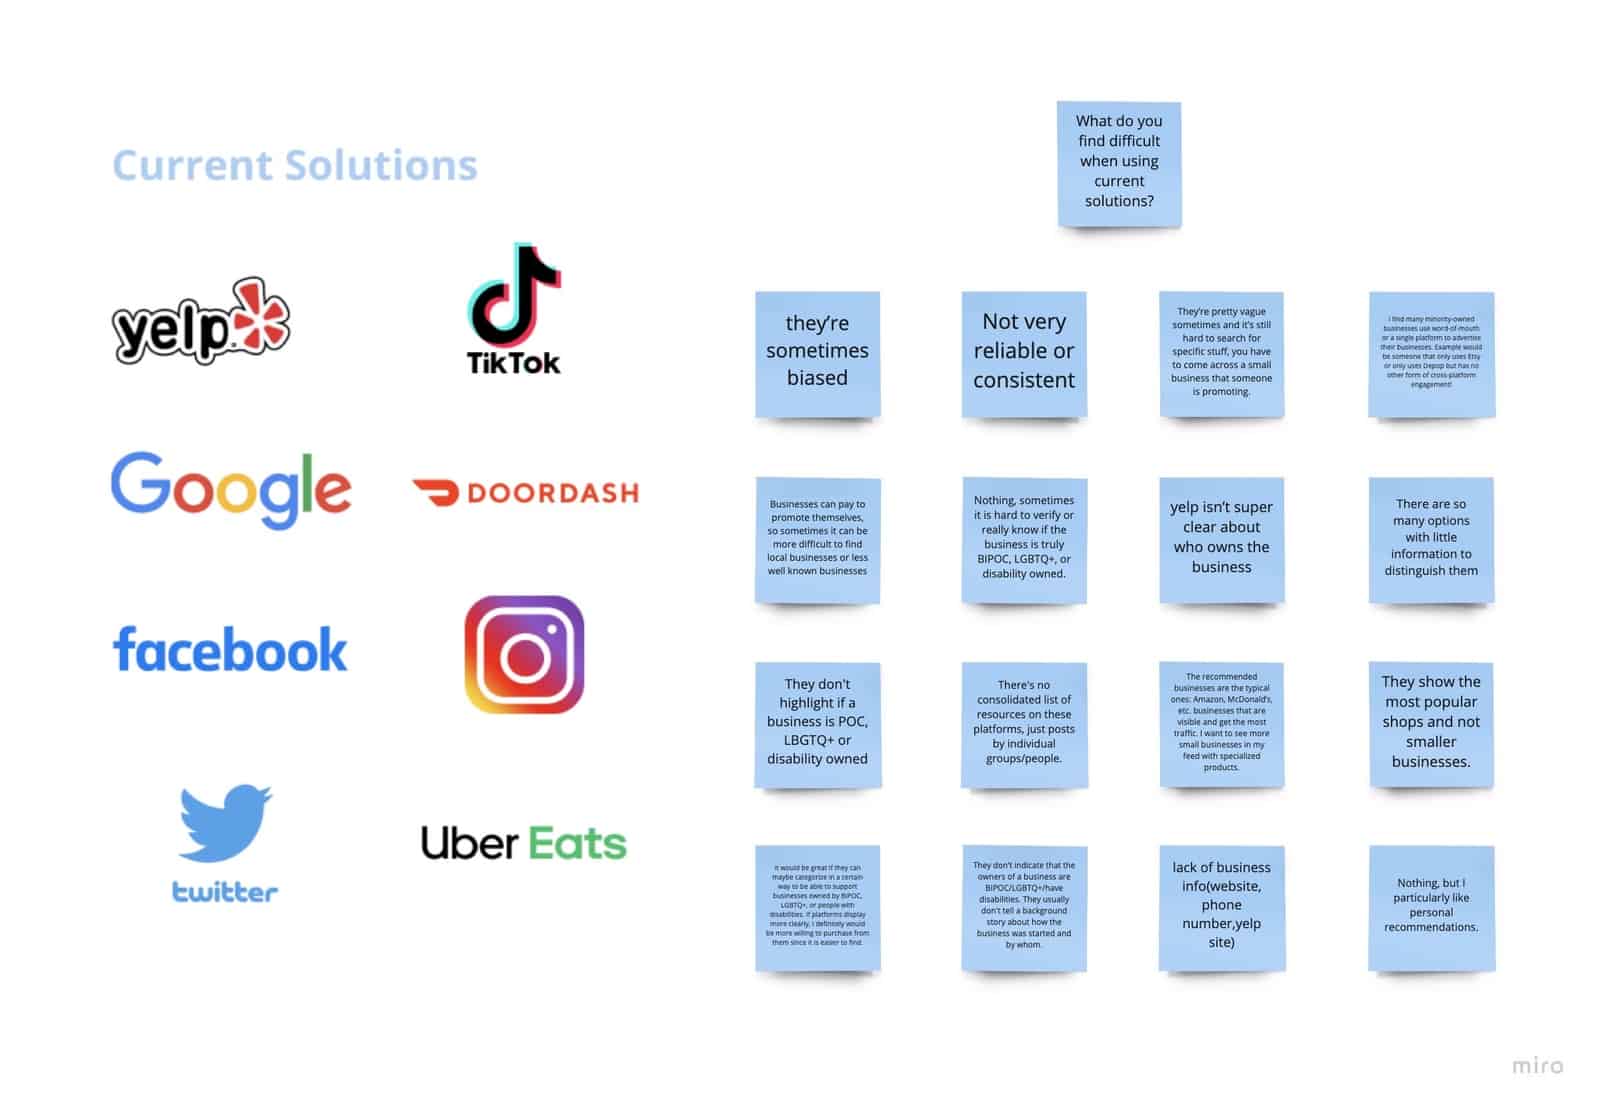 Current Solutions
yelp
TikTok
Google
DOORDASH
facebook
twitter
Uber Eats
What do you
find difficult
when using
current
solutions?
they're
sometimes
biased
Not very
reliable or
consistent
They're pretty vague
sometimes and it's still
hard to search for
specific stuff, you have
to come across a small
business that someone
is promoting.
I find many minority-owned
businesses use word-of-mouth
or a single platform to advertise
their businesses. Example would
be someone that only uses Etsy
or only uses Depop but has no
other form of cross-platform
engagement!
Businesses can pay to
promote themselves,
so sometimes it can be
more difficult to find
local businesses or less
well known businesses
Nothing, sometimes
it is hard to verify or
really know if the
business is truly
BIPOC, LGBTQ+, or
disability owned.
yelp isn't super
clear about
who owns the
business
There are so
many options
with little
information to
distinguish them
They don't
highlight if a
business is POC,
LBGTQ+ or
disability owned
There's no
consolidated list of
resources on these
platforms, just posts
by individual
groups/people.
The recommended
businesses are the typical
ones: Amazon, McDonald's,
etc. businesses that are
visible and get the most
traffic. I want to see more
small businesses in my
feed with specialized
products.
They show the
most popular
shops and not
smaller
businesses.
It would be great if they can
maybe categorize in a certain
way to be able to support
businesses owned by BIPOC,
LGBTQ+, or people with
disabilities. If platforms display
more clearly, I definitely would
be more willing to purchase from
them since it is easier to find.
They don't indicate that the
owners of a business are
BIPOC/LGBTQ+/have
disabilities. They usually
don't tell a background
story about how the
business was started and
by whom.
lack of business
info(website,
phone
number,yelp
site)
Nothing, but I
particularly like
personal
recommendations.
miro